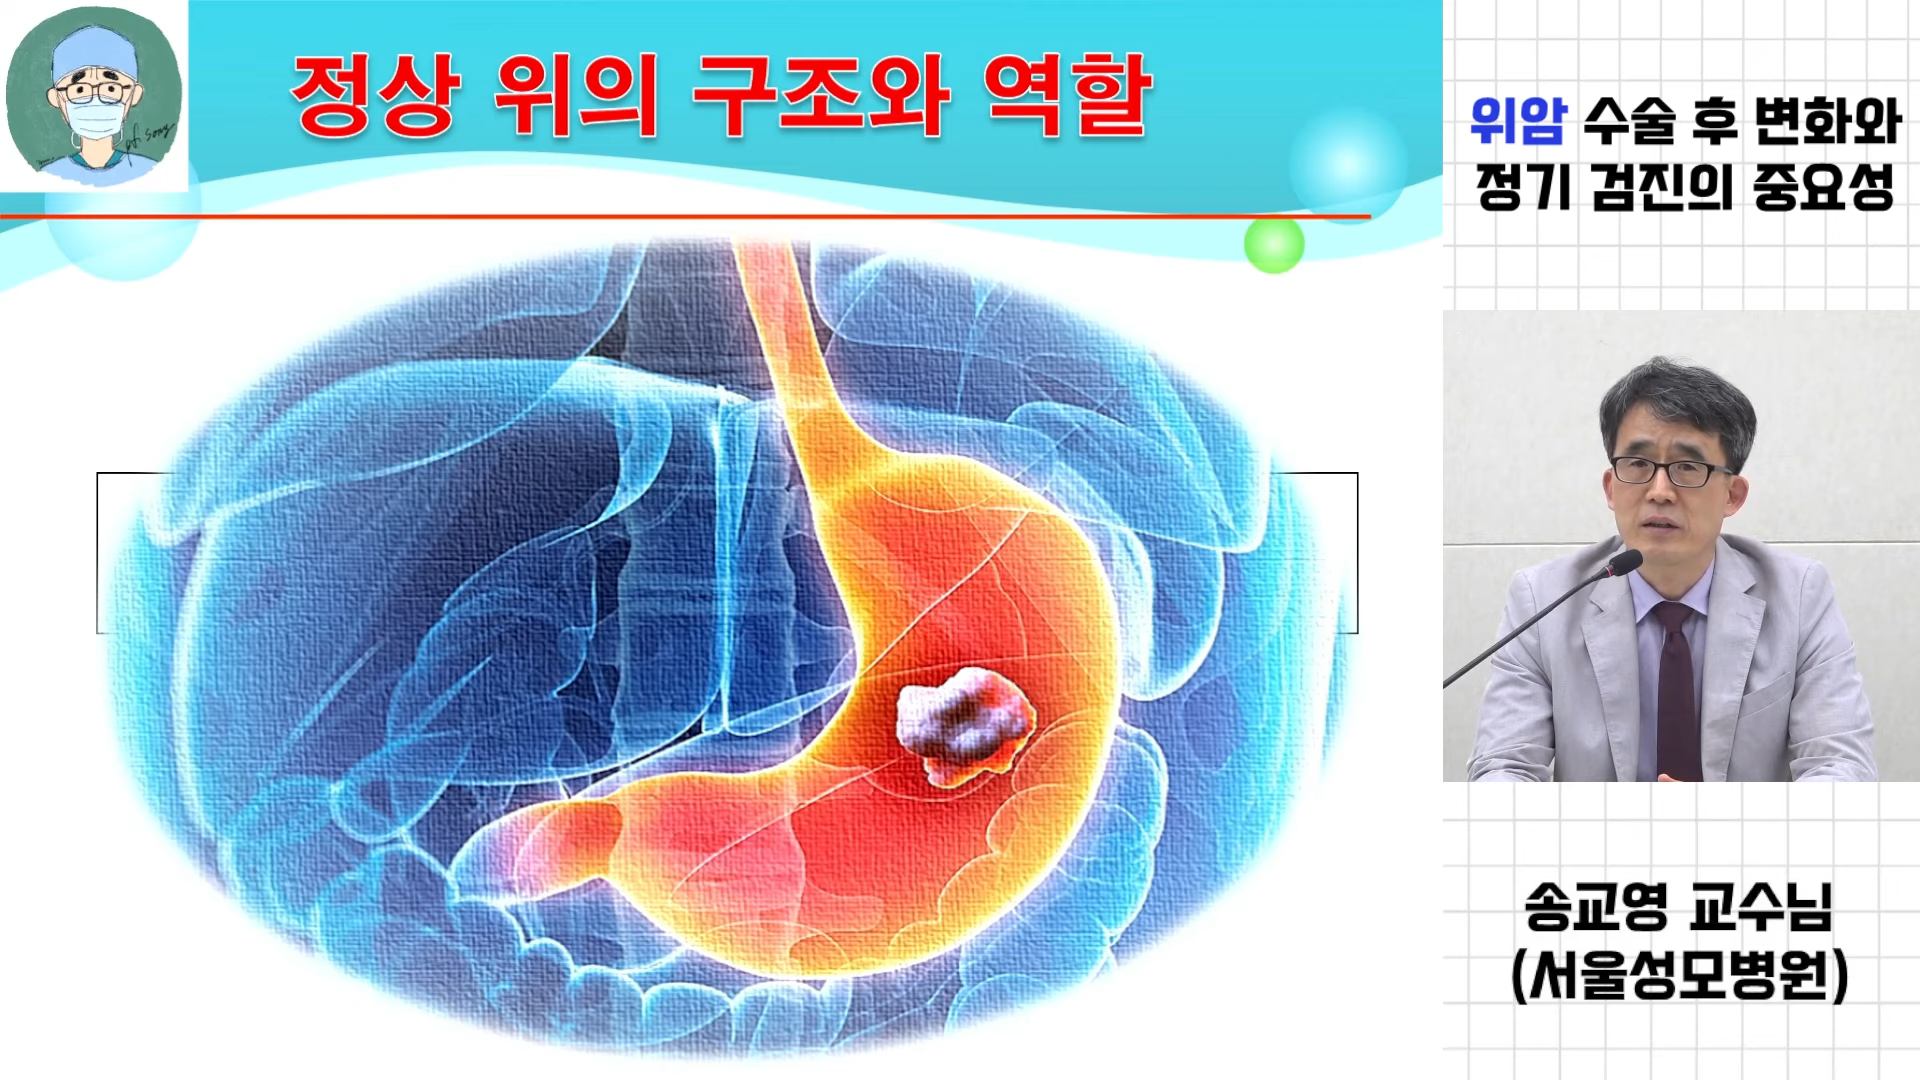 정상 위의 구조와 역할
위암 수술 후 변화와
정기 검진의 중요성
송교영 교수님
(서울성모병원)